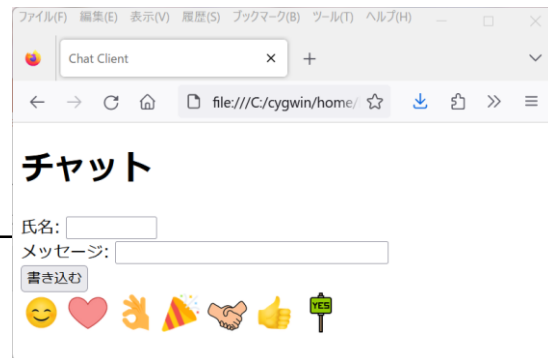 ファイル(F) 編集(E) 表示(V) 履歴(S) ブックマーク(B) ツール(T) ヘルプ(H)
Chat Client
file:///C:/cygwin/home/
チャット
氏名:
メッセージ:
書き込む
YES